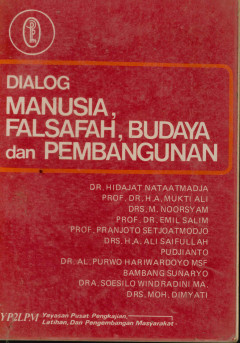 DIALOG
MANUSIA,
FALSAFAH, BUDAYA
dan PEMBANGUNAN
DR. HIDAJAT NATAATMADJA
PROF. DR. H.A. MUKTI ALI
DRS. M. NOORSYAM
PROF. DR. EMIL SALIM
PROF. PRANJOTO SETJOATMODJO
DRS. H.A. ALI SAIFULLAH
PUDJIANTO
DR. AL. PURWO HARIWARDOYO MSF
BAMBANG SUNARYO
DRA. SOESILO WINDRADINI MA.
DRS. MOH. DIMYATI
YP2LPM Yayasan Pusat Pengkajian,
Latihan, Dan Pengembangan Masyarakat